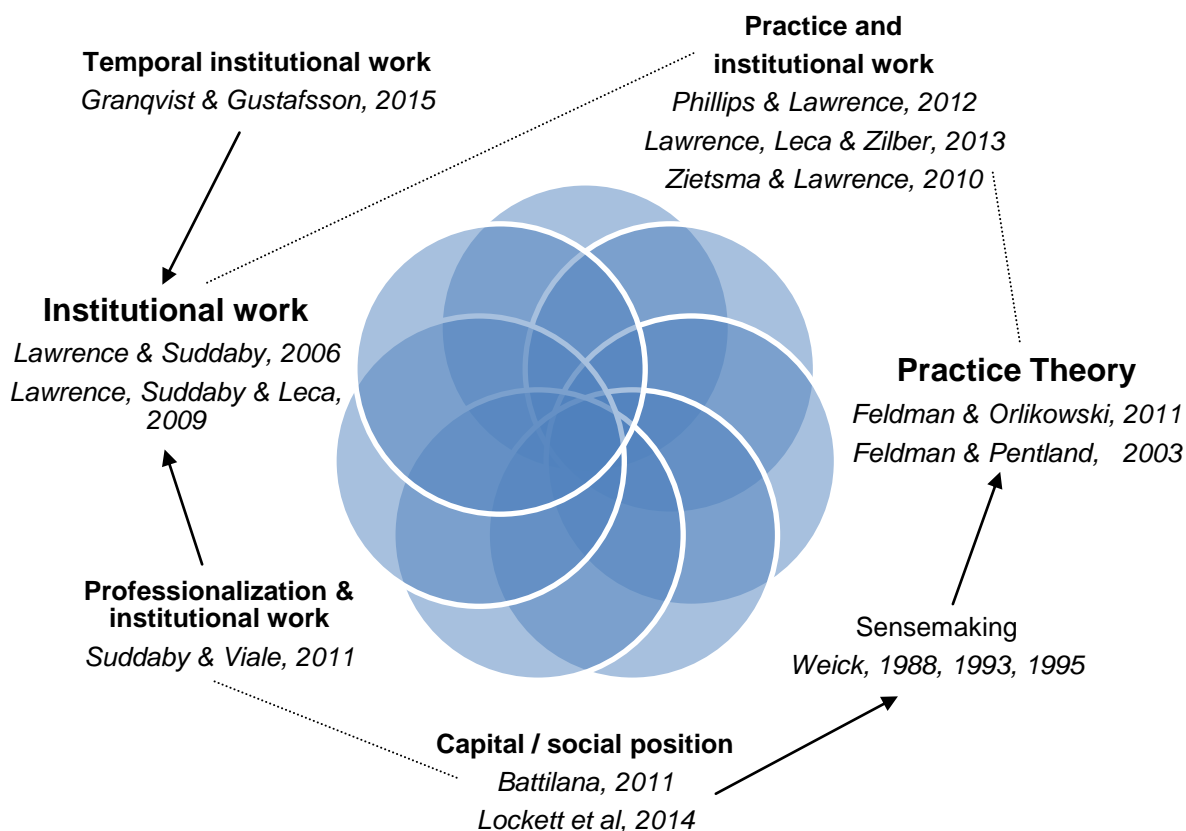 Temporal institutional work
Granqvist & Gustafsson, 2015
Practice and
institutional work
Phillips & Lawrence, 2012
Lawrence, Leca & Zilber, 2013
Zietsma & Lawrence, 2010
Institutional work
Lawrence & Suddaby, 2006
Lawrence, Suddaby & Leca,
2009
Practice Theory
Feldman & Orlikowski, 2011
Feldman & Pentland, 2003
Professionalization &
institutional work
Suddaby & Viale, 2011
Sensemaking
Weick, 1988, 1993, 1995
Capital / social position
Battilana, 2011
Lockett et al, 2014